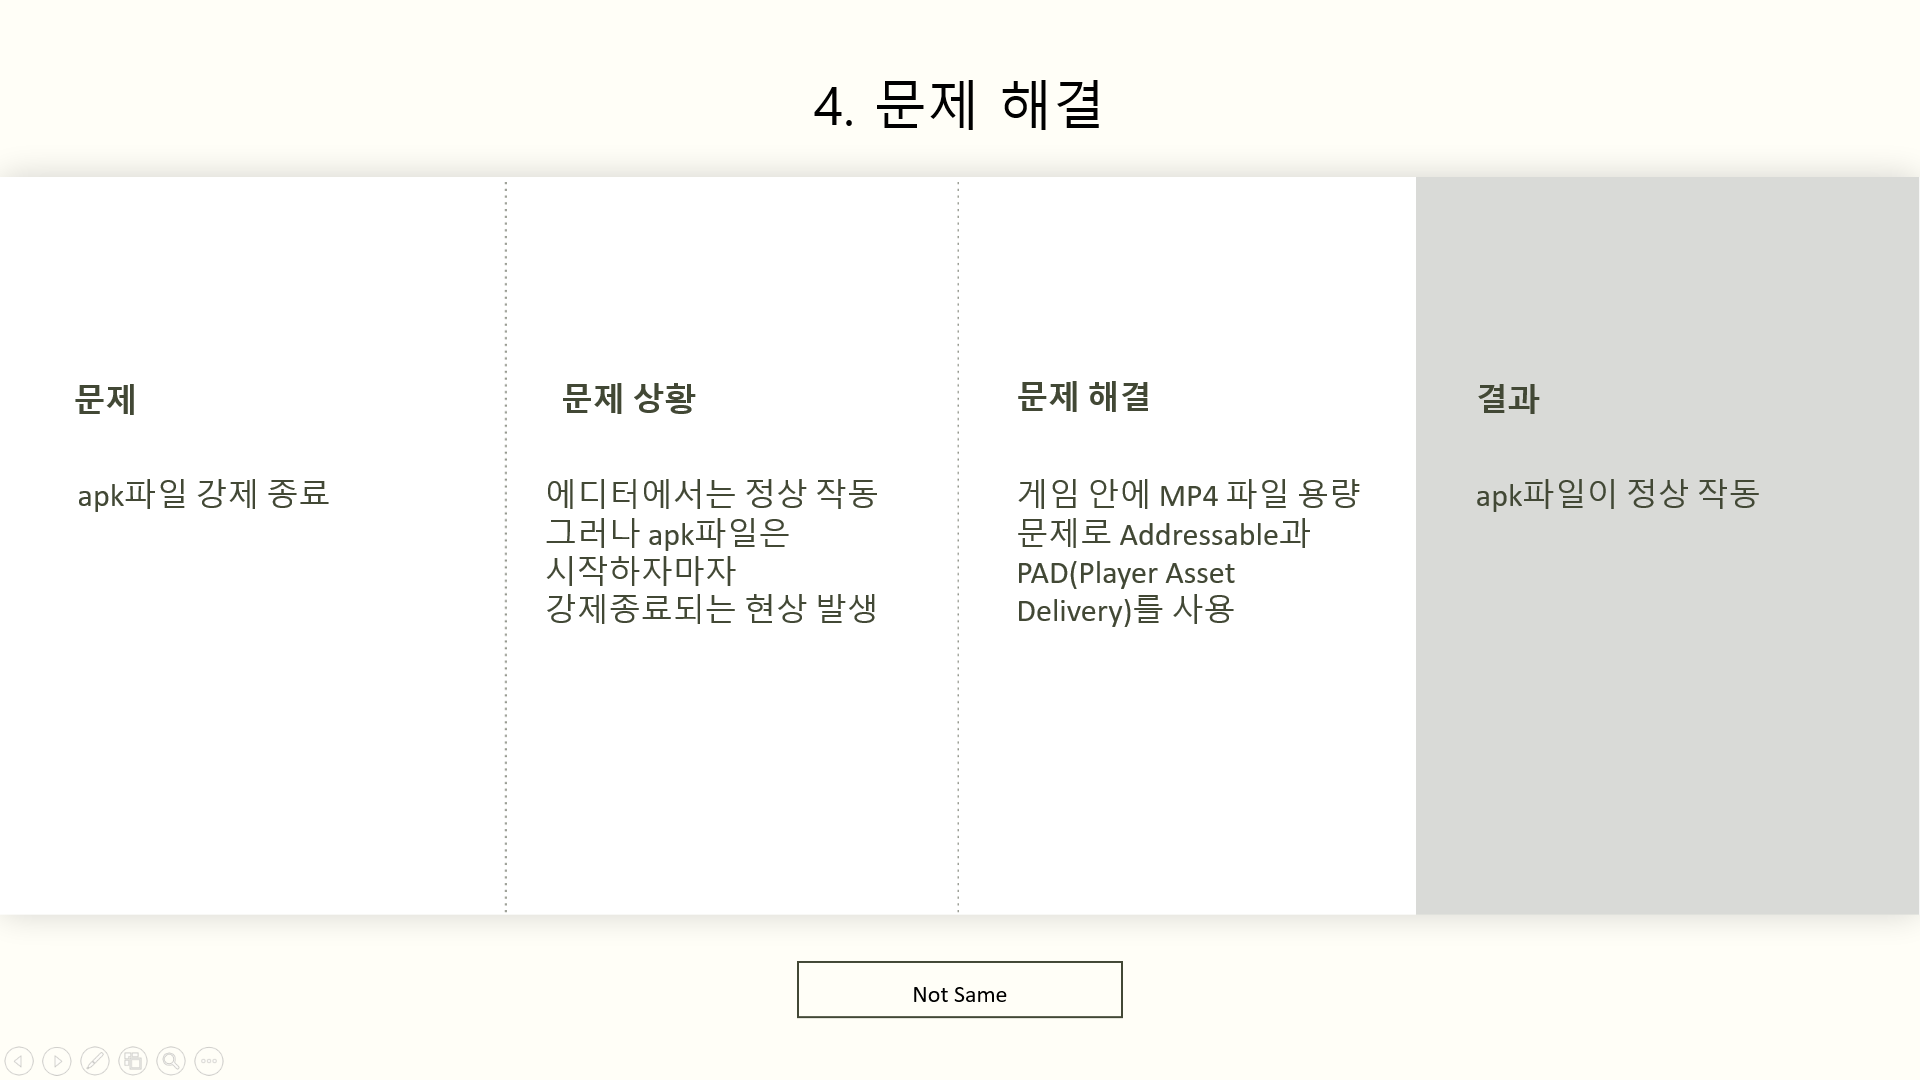 4. 문제 해결
문제
apk파일 강제 종료
문제 상황
에디터에서는 정상 작동
그러나 apk파일은
시작하자마자
강제종료되는 현상 발생
문제 해결
게임 안에 MP4 파일 용량
문제로 Addressable과
PAD(Player Asset
Delivery)를 사용
결과
apk파일이 정상 작동
Not Same